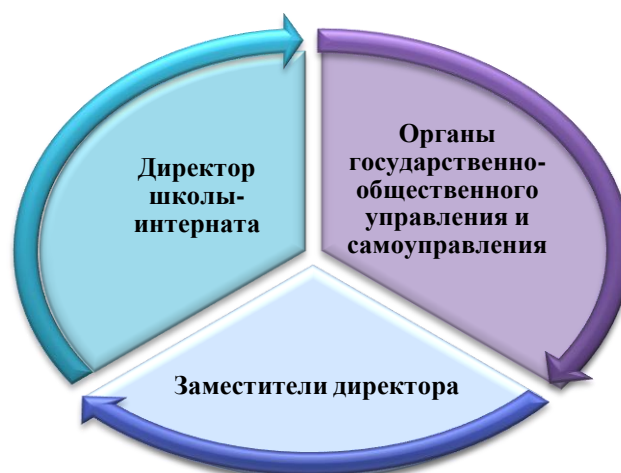 Директор
школы-
интерната
Органы
государственно-
общественного
управления и
самоуправления
Заместители директора